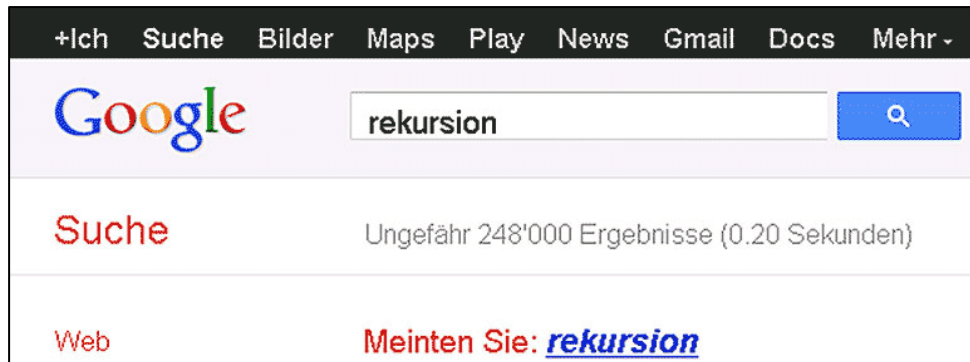 +Ich Suche Bilder Maps Play News Gmail Docs Mehr
Google rekursion
Suche Ungefähr 248'000 Ergebnisse (0.20 Sekunden)
Web Meinten Sie: rekursion